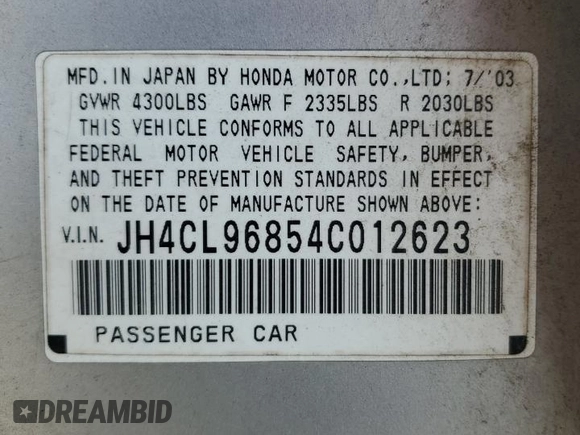 MFD. IN JAPAN BY HONDA MOTOR CO.,LTD; 7/'03
GVWR 4300LBS GAWR F 2335LBS R 2030LBS
THIS VEHICLE CONFORMS TO ALL APPLICABLE
FEDERAL MOTOR VEHICLE SAFETY, BUMPER,
AND THEFT PREVENTION STANDARDS IN EFFECT
ON THE DATE OF MANUFACTURE SHOWN ABOVE:
V.I.N. JH4CL96854C012623
PASSENGER CAR
DREAMBID